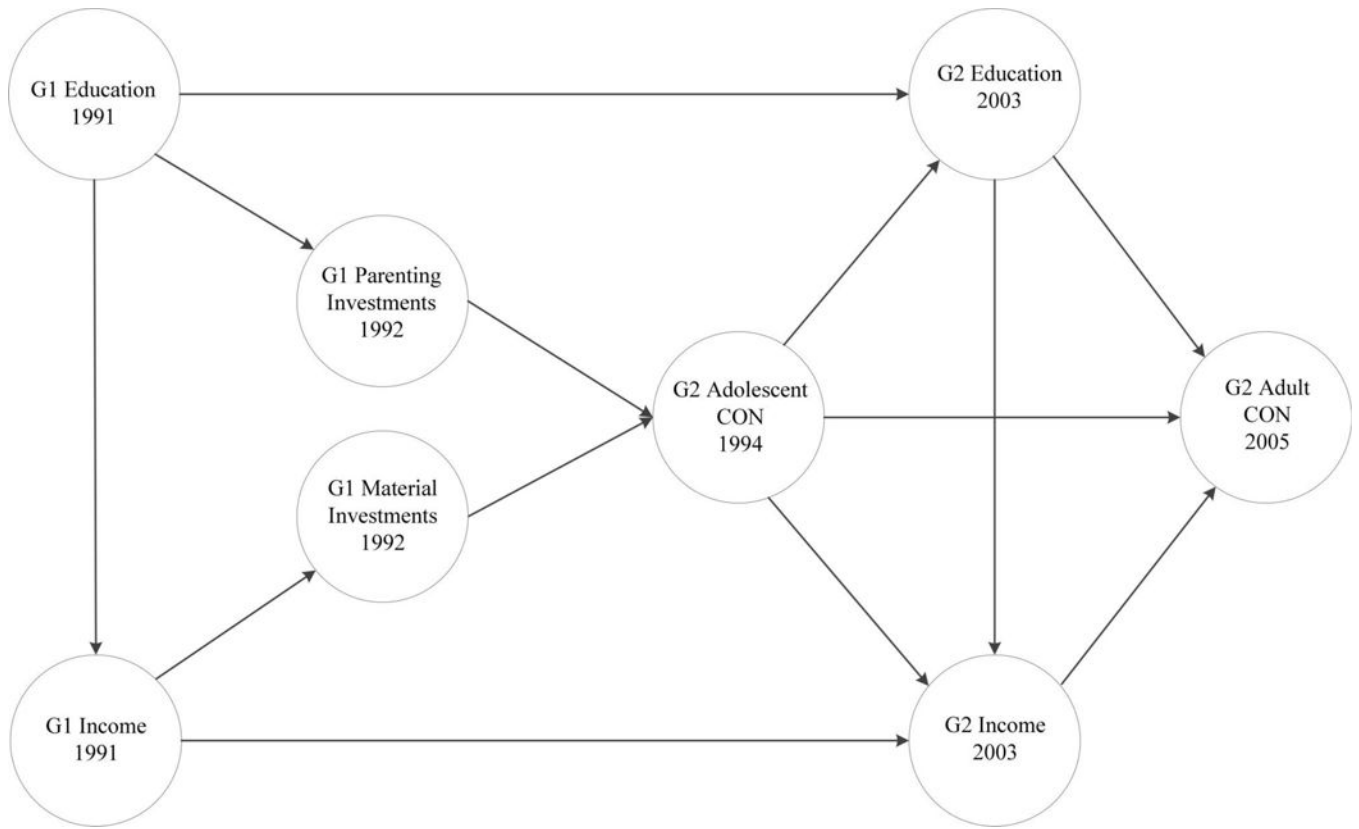 G1 Education
1991
G2 Education
2003
G1 Parenting
Investments
1992
G2 Adolescent
CON
1994
G2 Adult
CON
2005
G1 Material
Investments
1992
G1 Income
1991
G2 Income
2003